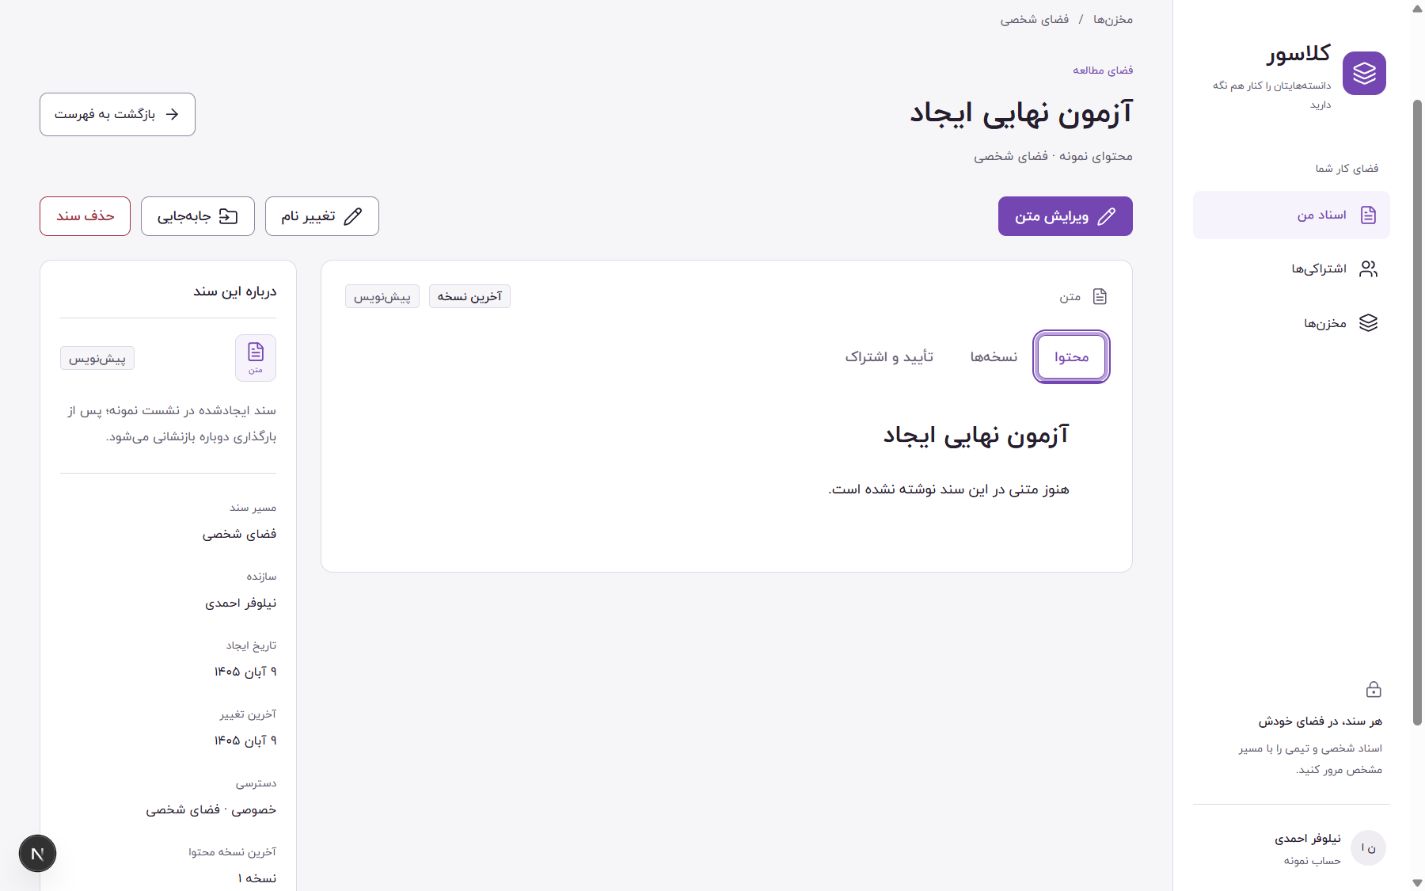 کلاسور
دانسته‌هایتان را کنار هم نگه
دارید
فضای کار شما
اسناد من
اشتراکی‌ها
مخزن‌ها
هر سند، در فضای خودش
اسناد شخصی و تیمی را با مسیر
مشخص مرور کنید.
ن ا
نیلوفر احمدی
حساب نمونه
مخزن‌ها / فضای شخصی
فضای مطالعه
آزمون نهایی ایجاد
محتوای نمونه · فضای شخصی
بازگشت به فهرست
ویرایش متن
تغییر نام
جابه‌جایی
حذف سند
متن
آخرین نسخه
پیش‌نویس
محتوا
نسخه‌ها
تأیید و اشتراک
آزمون نهایی ایجاد
هنوز متنی در این سند نوشته نشده است.
درباره این سند
متن
پیش‌نویس
سند ایجادشده در نشست نمونه؛ پس از
بارگذاری دوباره بازنشانی می‌شود.
مسیر سند
فضای شخصی
سازنده
نیلوفر احمدی
تاریخ ایجاد
۹ آبان ۱۴۰۵
آخرین تغییر
۹ آبان ۱۴۰۵
دسترسی
خصوصی · فضای شخصی
آخرین نسخه محتوا
نسخه ۱
N